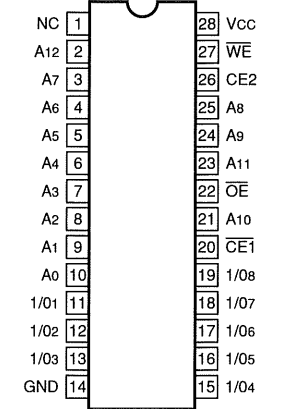 NC 1 28 VCC
A12 2 27 W̅E̅
A7 3 26 CE2
A6 4 25 A8
A5 5 24 A9
A4 6 23 A11
A3 7 22 O̅E̅
A2 8 21 A10
A1 9 20 C̅E̅1̅
A0 10 19 1/08
1/01 11 18 1/07
1/02 12 17 1/06
1/03 13 16 1/05
GND 14 15 1/04